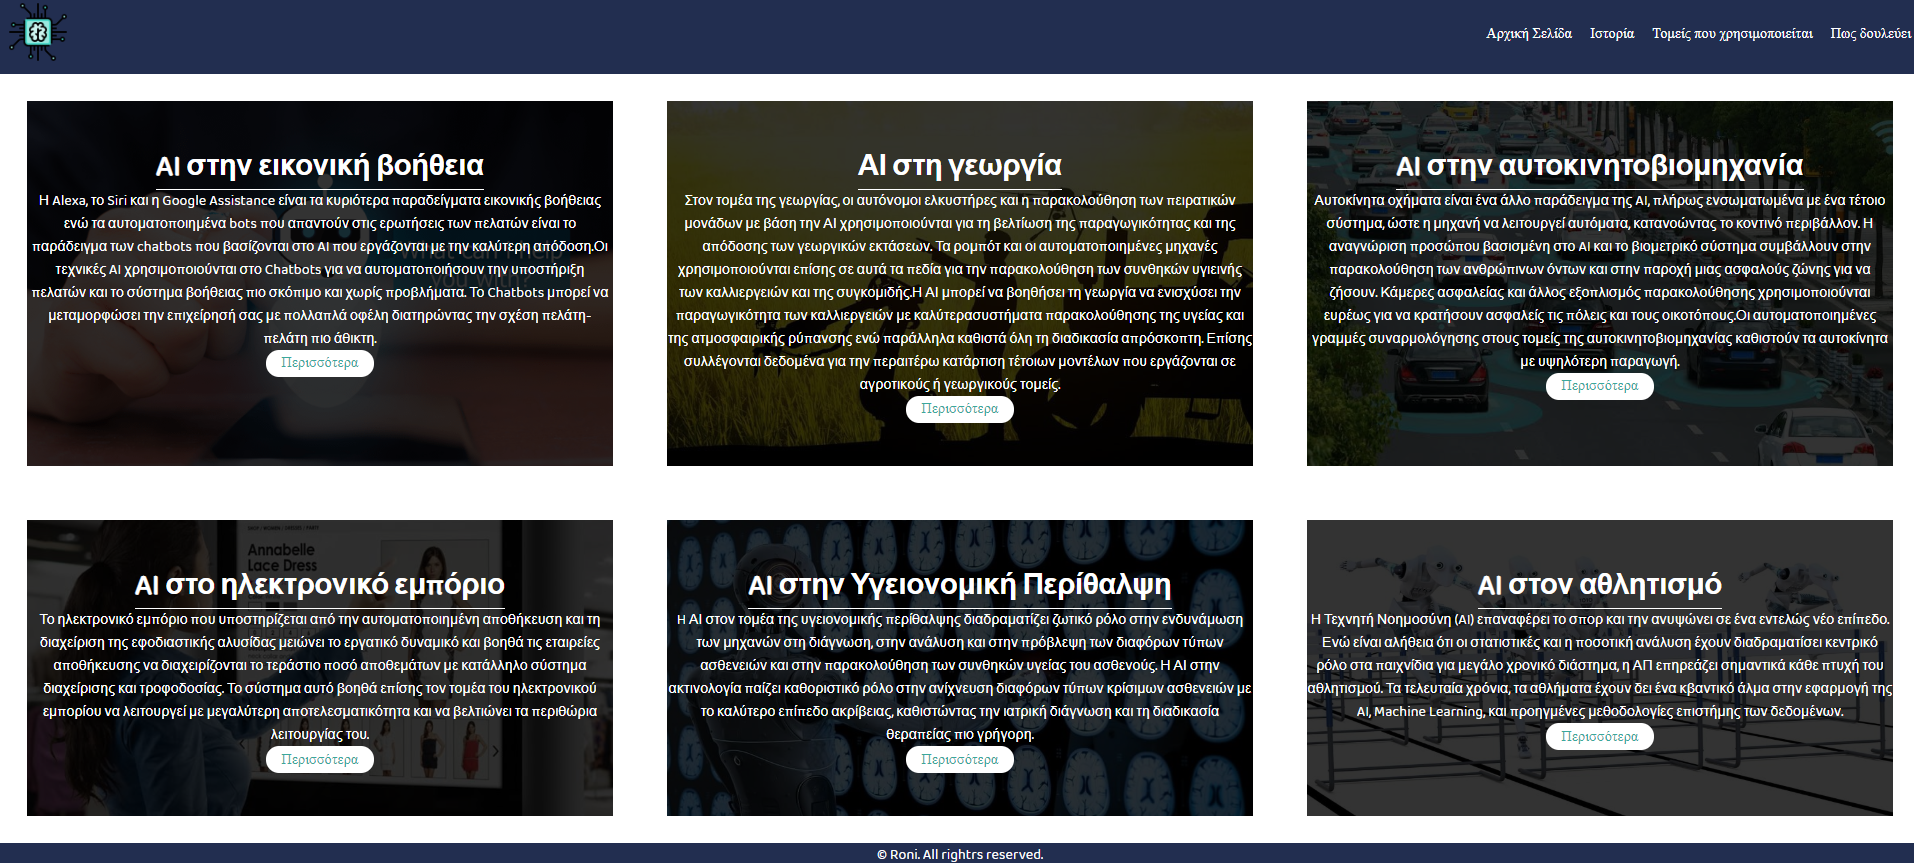 Αρχική Σελίδα Ιστορία Τομείς που χρησιμοποιείται Πως δουλεύει
AI στην εικονική βοήθεια
Η Alexa, το Siri και η Google Assistance είναι τα κυριότερα παραδείγματα εικονικής βοήθειας
ενώ τα αυτοματοποιημένα bots που απαντούν στις ερωτήσεις των πελατών είναι το
παράδειγμα των chatbots που βασίζονται στο AI που εργάζονται με την καλύτερη απόδοση.Οι
τεχνικές AI χρησιμοποιούνται στο Chatbots για να αυτοματοποιήσουν την υποστήριξη
πελατών και το σύστημα βοήθειας πιο σκόπιμο και χωρίς προβλήματα. Το Chatbots μπορεί να
μεταμορφώσει την επιχείρησή σας με πολλαπλά οφέλη διατηρώντας την σχέση πελάτη-
πελάτη πιο άθικτη.
Περισσότερα
What can I help
you with?
AI στη γεωργία
Στον τομέα της γεωργίας, οι αυτόνομοι ελκυστήρες και η παρακολούθηση των πειρατικών
μονάδων με βάση την AI χρησιμοποιούνται για τη βελτίωση της παραγωγικότητας και της
απόδοσης των γεωργικών εκτάσεων. Τα ρομπότ και οι αυτοματοποιημένες μηχανές
χρησιμοποιούνται επίσης σε αυτά τα πεδία για την παρακολούθηση των συνθηκών υγιεινής
των καλλιεργειών και της συγκομιδής.Η AI μπορεί να βοηθήσει τη γεωργία να ενισχύσει την
παραγωγικότητα των καλλιεργειών με καλύτερασυστήματα παρακολούθησης της υγείας και
της ατμοσφαιρικής ρύπανσης ενώ παράλληλα καθιστά όλη τη διαδικασία απρόσκοπτη. Επίσης
συλλέγονται δεδομένα για την περαιτέρω κατάρτιση τέτοιων μοντέλων που εργάζονται σε
αγροτικούς ή γεωργικούς τομείς.
Περισσότερα
AI στην αυτοκινητοβιομηχανία
Αυτοκίνητα οχήματα είναι ένα άλλο παράδειγμα της AI, πλήρως ενσωματωμένα με ένα τέτοιο
σύστημα, ώστε η μηχανή να λειτουργεί αυτόματα, κατανοώντας το κοντινό περιβάλλον. Η
αναγνώριση προσώπου βασισμένη στο AI και το βιομετρικό σύστημα συμβάλλουν στην
παρακολούθηση των ανθρώπινων όντων και στην παροχή μιας ασφαλούς ζώνης για να
ζήσουν. Κάμερες ασφαλείας και άλλος εξοπλισμός παρακολούθησης χρησιμοποιούνται
ευρέως για να κρατήσουν ασφαλείς τις πόλεις και τους οικοτόπους.Οι αυτοματοποιημένες
γραμμές συναρμολόγησης στους τομείς της αυτοκινητοβιομηχανίας καθιστούν τα αυτοκίνητα
με υψηλότερη παραγωγή.
Περισσότερα
AI στο ηλεκτρονικό εμπόριο
Το ηλεκτρονικό εμπόριο που υποστηρίζεται από την αυτοματοποιημένη αποθήκευση και τη
διαχείριση της εφοδιαστικής αλυσίδας μειώνει το εργατικό δυναμικό και βοηθά τις εταιρείες
αποθήκευσης να διαχειρίζονται το τεράστιο ποσό αποθεμάτων με κατάλληλο σύστημα
διαχείρισης και τροφοδοσίας. Το σύστημα αυτό βοηθά επίσης τον τομέα του ηλεκτρονικού
εμπορίου να λειτουργεί με μεγαλύτερη αποτελεσματικότητα και να βελτιώνει τα περιθώρια
λειτουργίας του.
Περισσότερα
Annabelle
Lace Dress
AI στην Υγειονομική Περίθαλψη
Η AI στον τομέα της υγειονομικής περίθαλψης διαδραματίζει ζωτικό ρόλο στην ενδυνάμωση
των μηχανών στη διάγνωση, στην ανάλυση και στην πρόβλεψη των διαφόρων τύπων
ασθενειών και στην παρακολούθηση των συνθηκών υγείας του ασθενούς. Η AI στην
ακτινολογία παίζει καθοριστικό ρόλο στην ανίχνευση διαφόρων τύπων κρίσιμων ασθενειών με
το καλύτερο επίπεδο ακρίβειας, καθιστώντας την ιατρική διάγνωση και τη διαδικασία
θεραπείας πιο γρήγορη.
Περισσότερα
AI στον αθλητισμό
Η Τεχνητή Νοημοσύνη (AI) επαναφέρει το σπορ και την ανυψώνει σε ένα εντελώς νέο επίπεδο.
Ενώ είναι αλήθεια ότι οι στατιστικές και η ποσοτική ανάλυση έχουν διαδραματίσει κεντρικό
ρόλο στα παιχνίδια για μεγάλο χρονικό διάστημα, η ΑΠ επηρεάζει σημαντικά κάθε πτυχή του
αθλητισμού. Τα τελευταία χρόνια, τα αθλήματα έχουν δει ένα κβαντικό άλμα στην εφαρμογή της
AI, Machine Learning, και προηγμένες μεθοδολογίες επιστήμης των δεδομένων.
Περισσότερα
© Roni. All rightrs reserved.